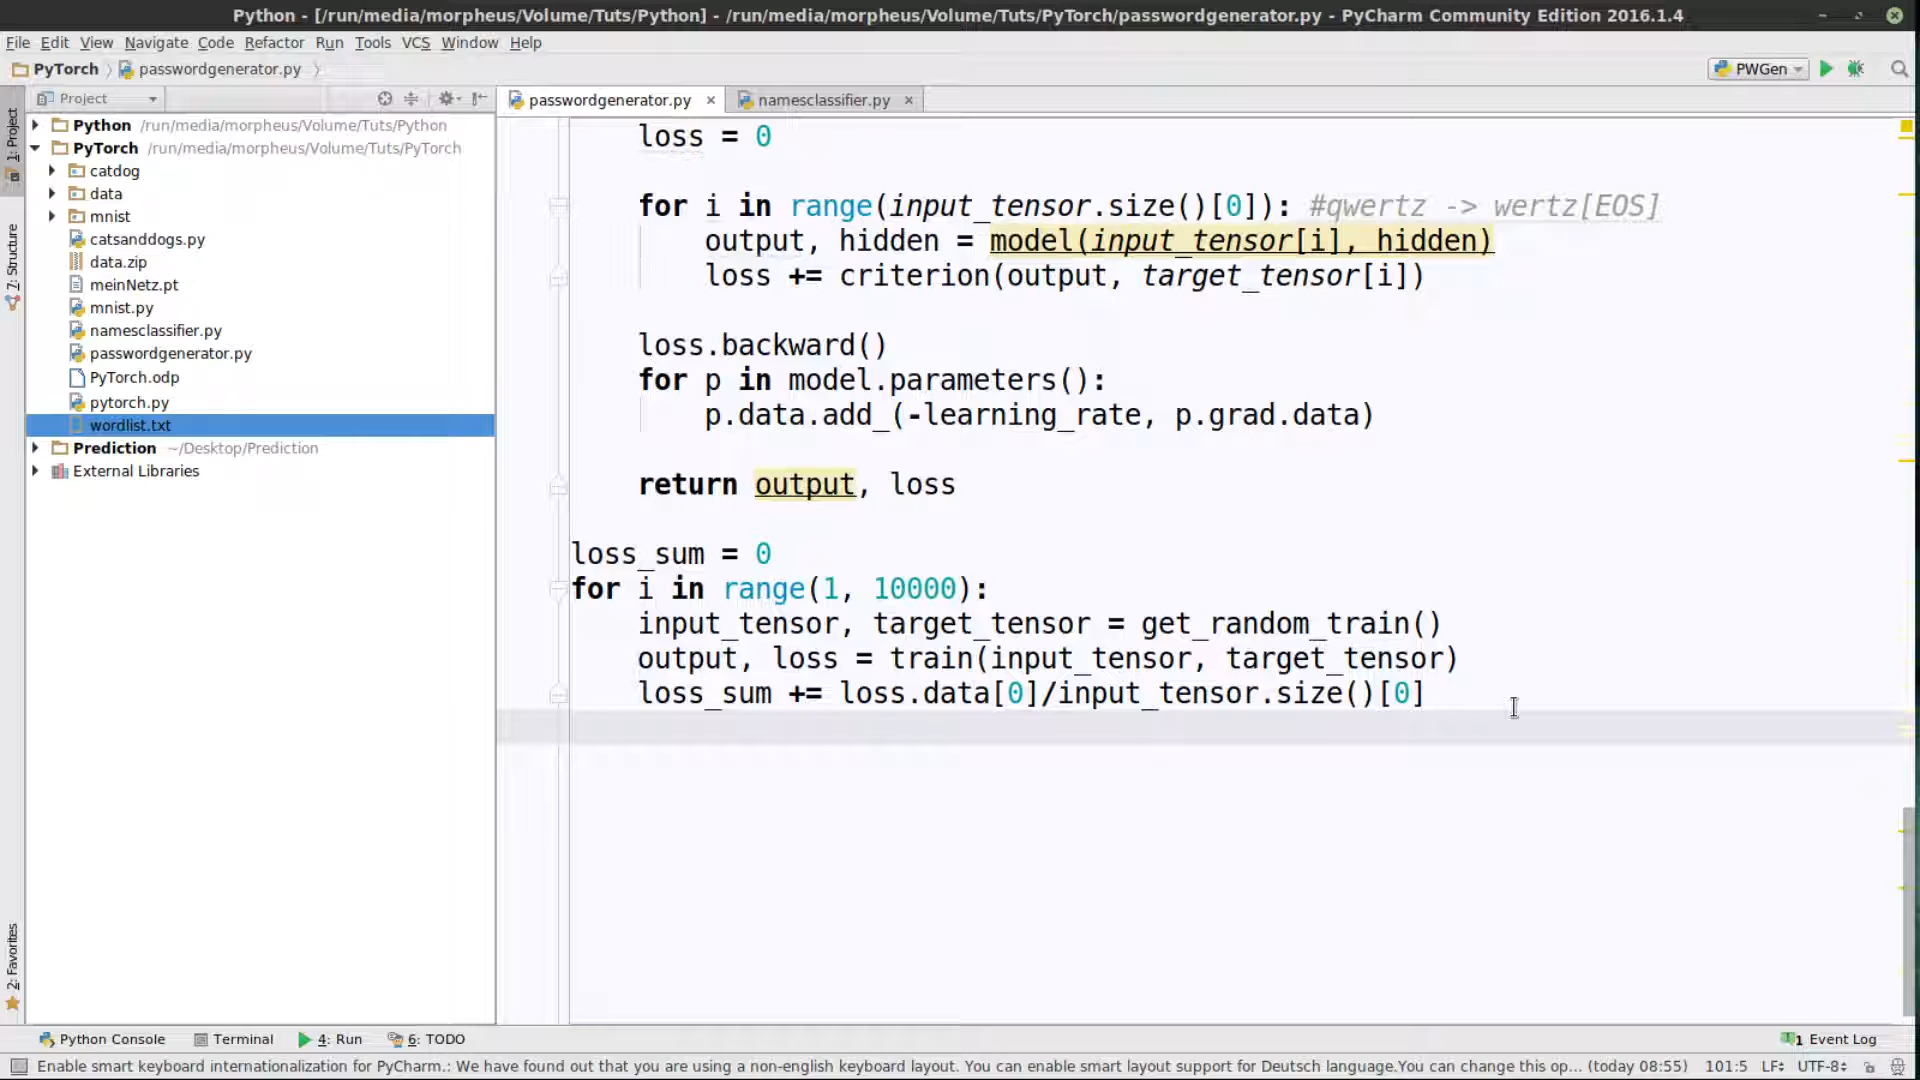 Python - [/run/media/morpheus/Volume/Tuts/Python] - /run/media/morpheus/Volume/Tuts/PyTorch/passwordgenerator.py - PyCharm Community Edition 2016.1.4
File Edit View Navigate Code Refactor Run Tools VCS Window Help
PyTorch passwordgenerator.py PWGen
Project passwordgenerator.py namesclassifier.py
1: Project
7: Structure
2: Favorites
Python /run/media/morpheus/Volume/Tuts/Python
PyTorch /run/media/morpheus/Volume/Tuts/PyTorch
catdog
data
mnist
catsanddogs.py
data.zip
meinNetz.pt
mnist.py
namesclassifier.py
passwordgenerator.py
PyTorch.odp
pytorch.py
wordlist.txt
Prediction ~/Desktop/Prediction
External Libraries
loss = 0
for i in range(input_tensor.size()[0]): #qwertz -> wertz[EOS]
output, hidden = model(input_tensor[i], hidden)
loss += criterion(output, target_tensor[i])
loss.backward()
for p in model.parameters():
p.data.add_(-learning_rate, p.grad.data)
return output, loss
loss_sum = 0
for i in range(1, 10000):
input_tensor, target_tensor = get_random_train()
output, loss = train(input_tensor, target_tensor)
loss_sum += loss.data[0]/input_tensor.size()[0]
Python Console Terminal 4: Run 6: TODO 1 Event Log
Enable smart keyboard internationalization for PyCharm.: We have found out that you are using a non-english keyboard layout. You can enable smart layout support for Deutsch language.You can change this op... (today 08:55) 101:5 LF UTF-8